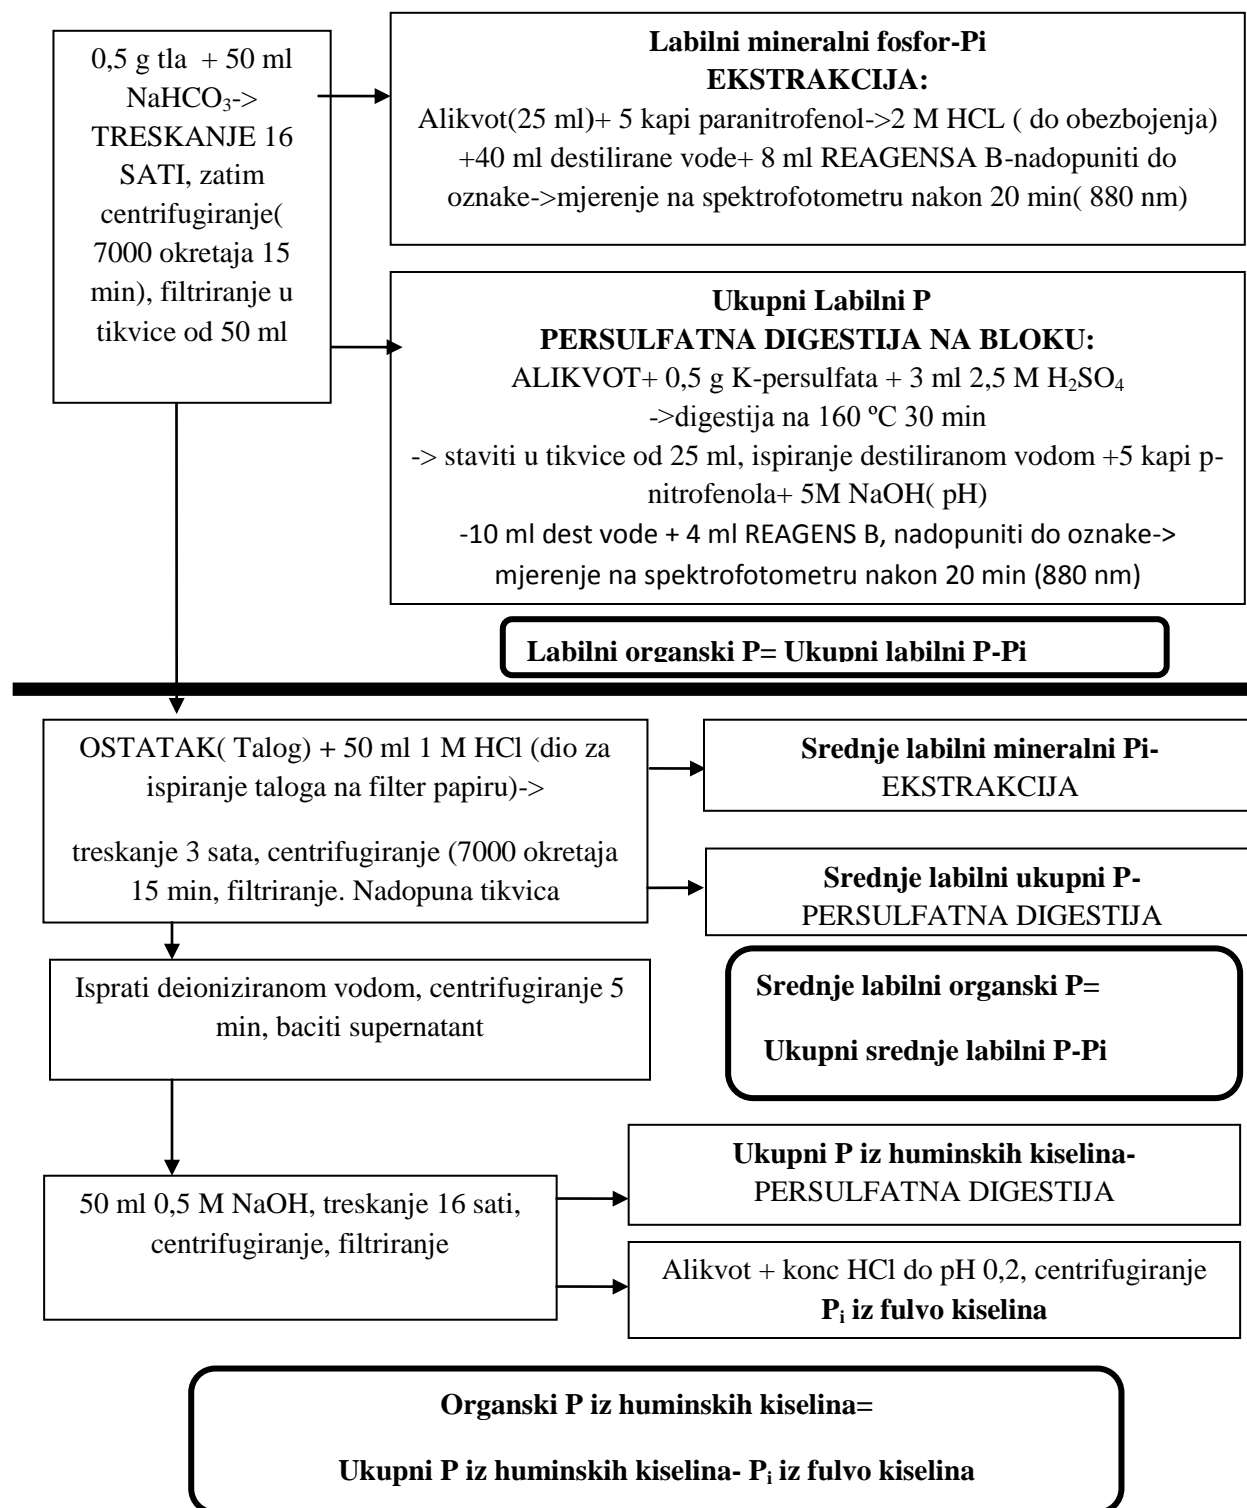 0,5 g tla  + 50 ml
NaHCO₃->
TRESKANJE 16
SATI, zatim
centrifugiranje(
7000 okretaja 15
min), filtriranje u
tikvice od 50 ml
Labilni mineralni fosfor-Pi
EKSTRAKCIJA:
Alikvot(25 ml)+ 5 kapi paranitrofenol->2 M HCL ( do obezbojenja)
+40 ml destilirane vode+ 8 ml REAGENSA B-nadopuniti do
oznake->mjerenje na spektrofotometru nakon 20 min( 880 nm)
Ukupni Labilni P
PERSULFATNA DIGESTIJA NA BLOKU:
ALIKVOT+ 0,5 g K-persulfata + 3 ml 2,5 M H₂SO₄
->digestija na 160 ºC 30 min
-> staviti u tikvice od 25 ml, ispiranje destiliranom vodom +5 kapi p-
nitrofenola+ 5M NaOH( pH)
-10 ml dest vode + 4 ml REAGENS B, nadopuniti do oznake->
mjerenje na spektrofotometru nakon 20 min (880 nm)
Labilni organski P= Ukupni labilni P-Pi
OSTATAK( Talog) + 50 ml 1 M HCl (dio za
ispiranje taloga na filter papiru)->
treskanje 3 sata, centrifugiranje (7000 okretaja
15 min, filtriranje. Nadopuna tikvica
Srednje labilni mineralni Pi-
EKSTRAKCIJA
Srednje labilni ukupni P-
PERSULFATNA DIGESTIJA
Isprati deioniziranom vodom, centrifugiranje 5
min, baciti supernatant
Srednje labilni organski P=
Ukupni srednje labilni P-Pi
50 ml 0,5 M NaOH, treskanje 16 sati,
centrifugiranje, filtriranje
Ukupni P iz huminskih kiselina-
PERSULFATNA DIGESTIJA
Alikvot + konc HCl do pH 0,2, centrifugiranje
Pᵢ iz fulvo kiselina
Organski P iz huminskih kiselina=
Ukupni P iz huminskih kiselina- Pᵢ iz fulvo kiselina